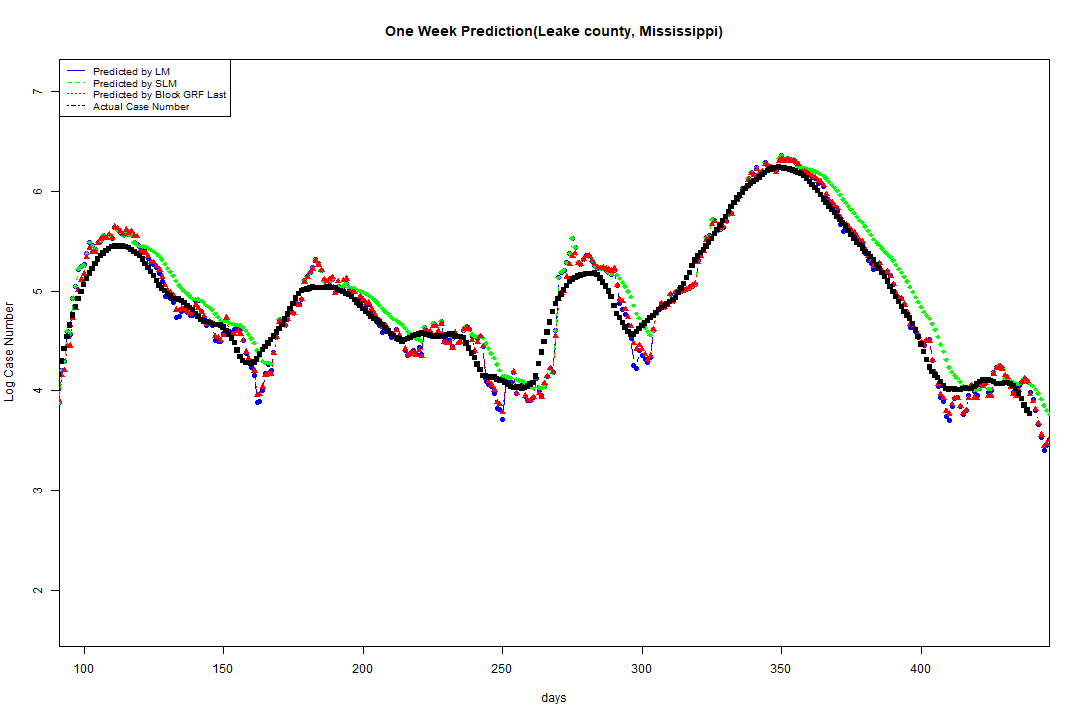 One Week Prediction(Leake county, Mississippi)
Predicted by LM
Predicted by SLM
Predicted by Block GRF Last
Actual Case Number
Log Case Number
7
6
5
4
3
2
100 150 200 250 300 350 400
days